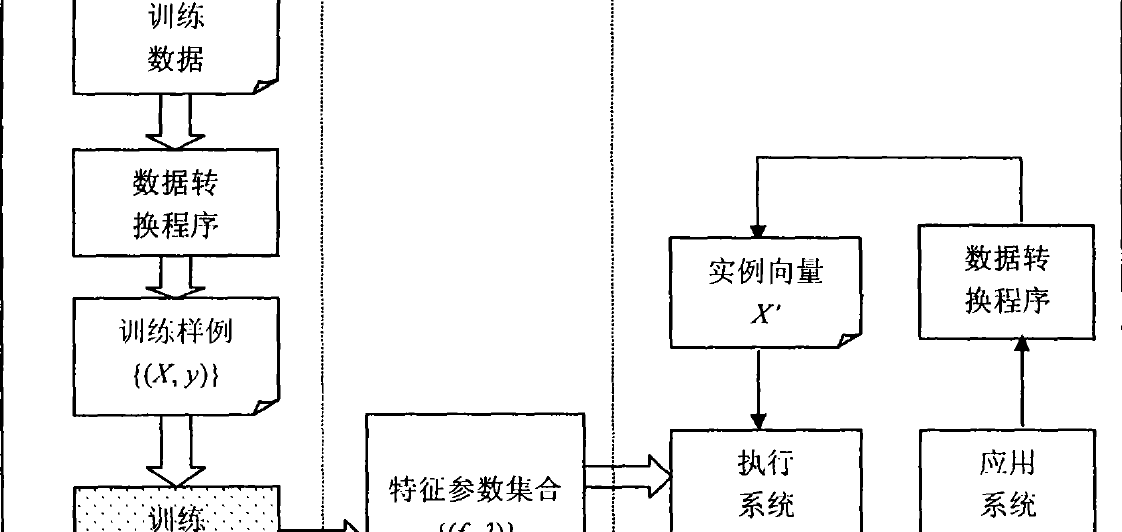 训练
数据
数据转
换程序
训练样例
{(X, y)}
训练
特征参数集合
实例向量
X'
执行
系统
数据转
换程序
应用
系统